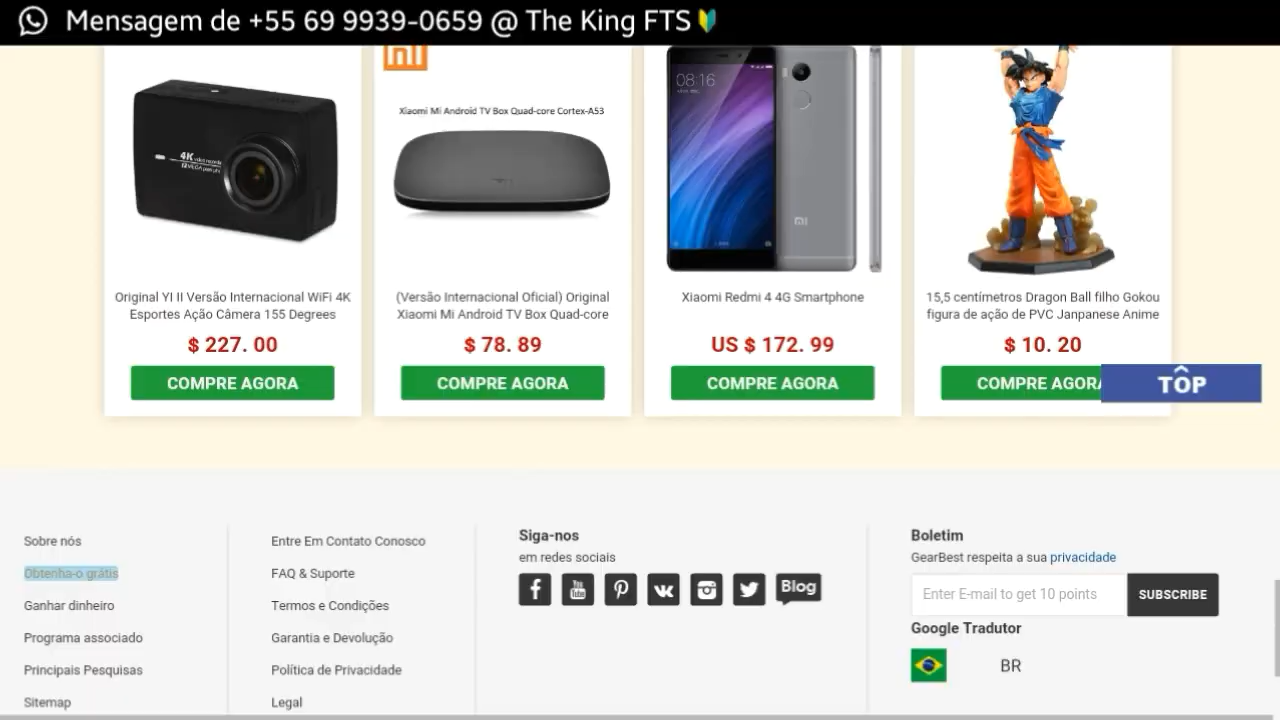 Mensagem de +55 69 9939-0659 @ The King FTS
mi
4K
Xiaomi Mi Android TV Box Quad-core Cortex-A53
08:16
mi
Original YI II Versão Internacional WiFi 4K
Esportes Ação Câmera 155 Degrees
$ 227. 00
COMPRE AGORA
(Versão Internacional Oficial) Original
Xiaomi Mi Android TV Box Quad-core
$ 78. 89
COMPRE AGORA
Xiaomi Redmi 4 4G Smartphone
US $ 172. 99
COMPRE AGORA
15,5 centímetros Dragon Ball filho Gokou
figura de ação de PVC Janpanese Anime
$ 10. 20
COMPRE AGORA
TÔP
Sobre nós
Obtenha-o grátis
Ganhar dinheiro
Programa associado
Principais Pesquisas
Sitemap
Entre Em Contato Conosco
FAQ & Suporte
Termos e Condições
Garantia e Devolução
Política de Privacidade
Legal
Siga-nos
em redes sociais
You
Tube
Blog
Boletim
GearBest respeita a sua privacidade
Enter E-mail to get 10 points
SUBSCRIBE
Google Tradutor
BR